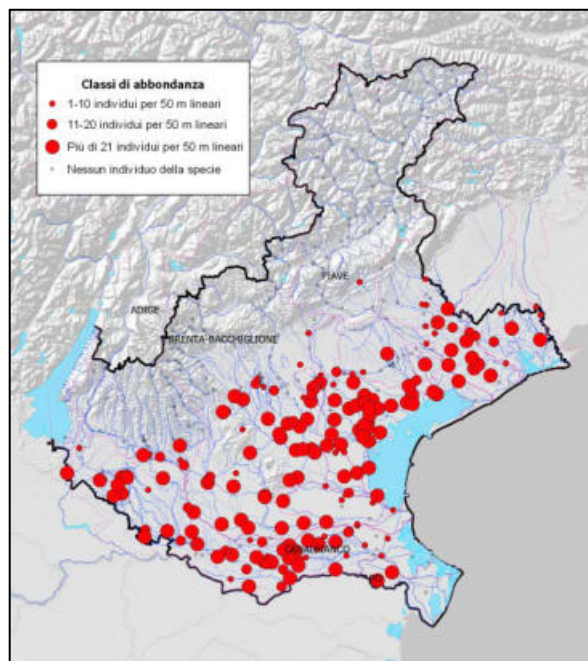 Classi di abbondanza
1-10 individui per 50 m lineari
11-20 individui per 50 m lineari
Più di 21 individui per 50 m lineari
Nessun individuo della specie
PIAVE
ADIGE
BRENTA-BACCHIGLIONE